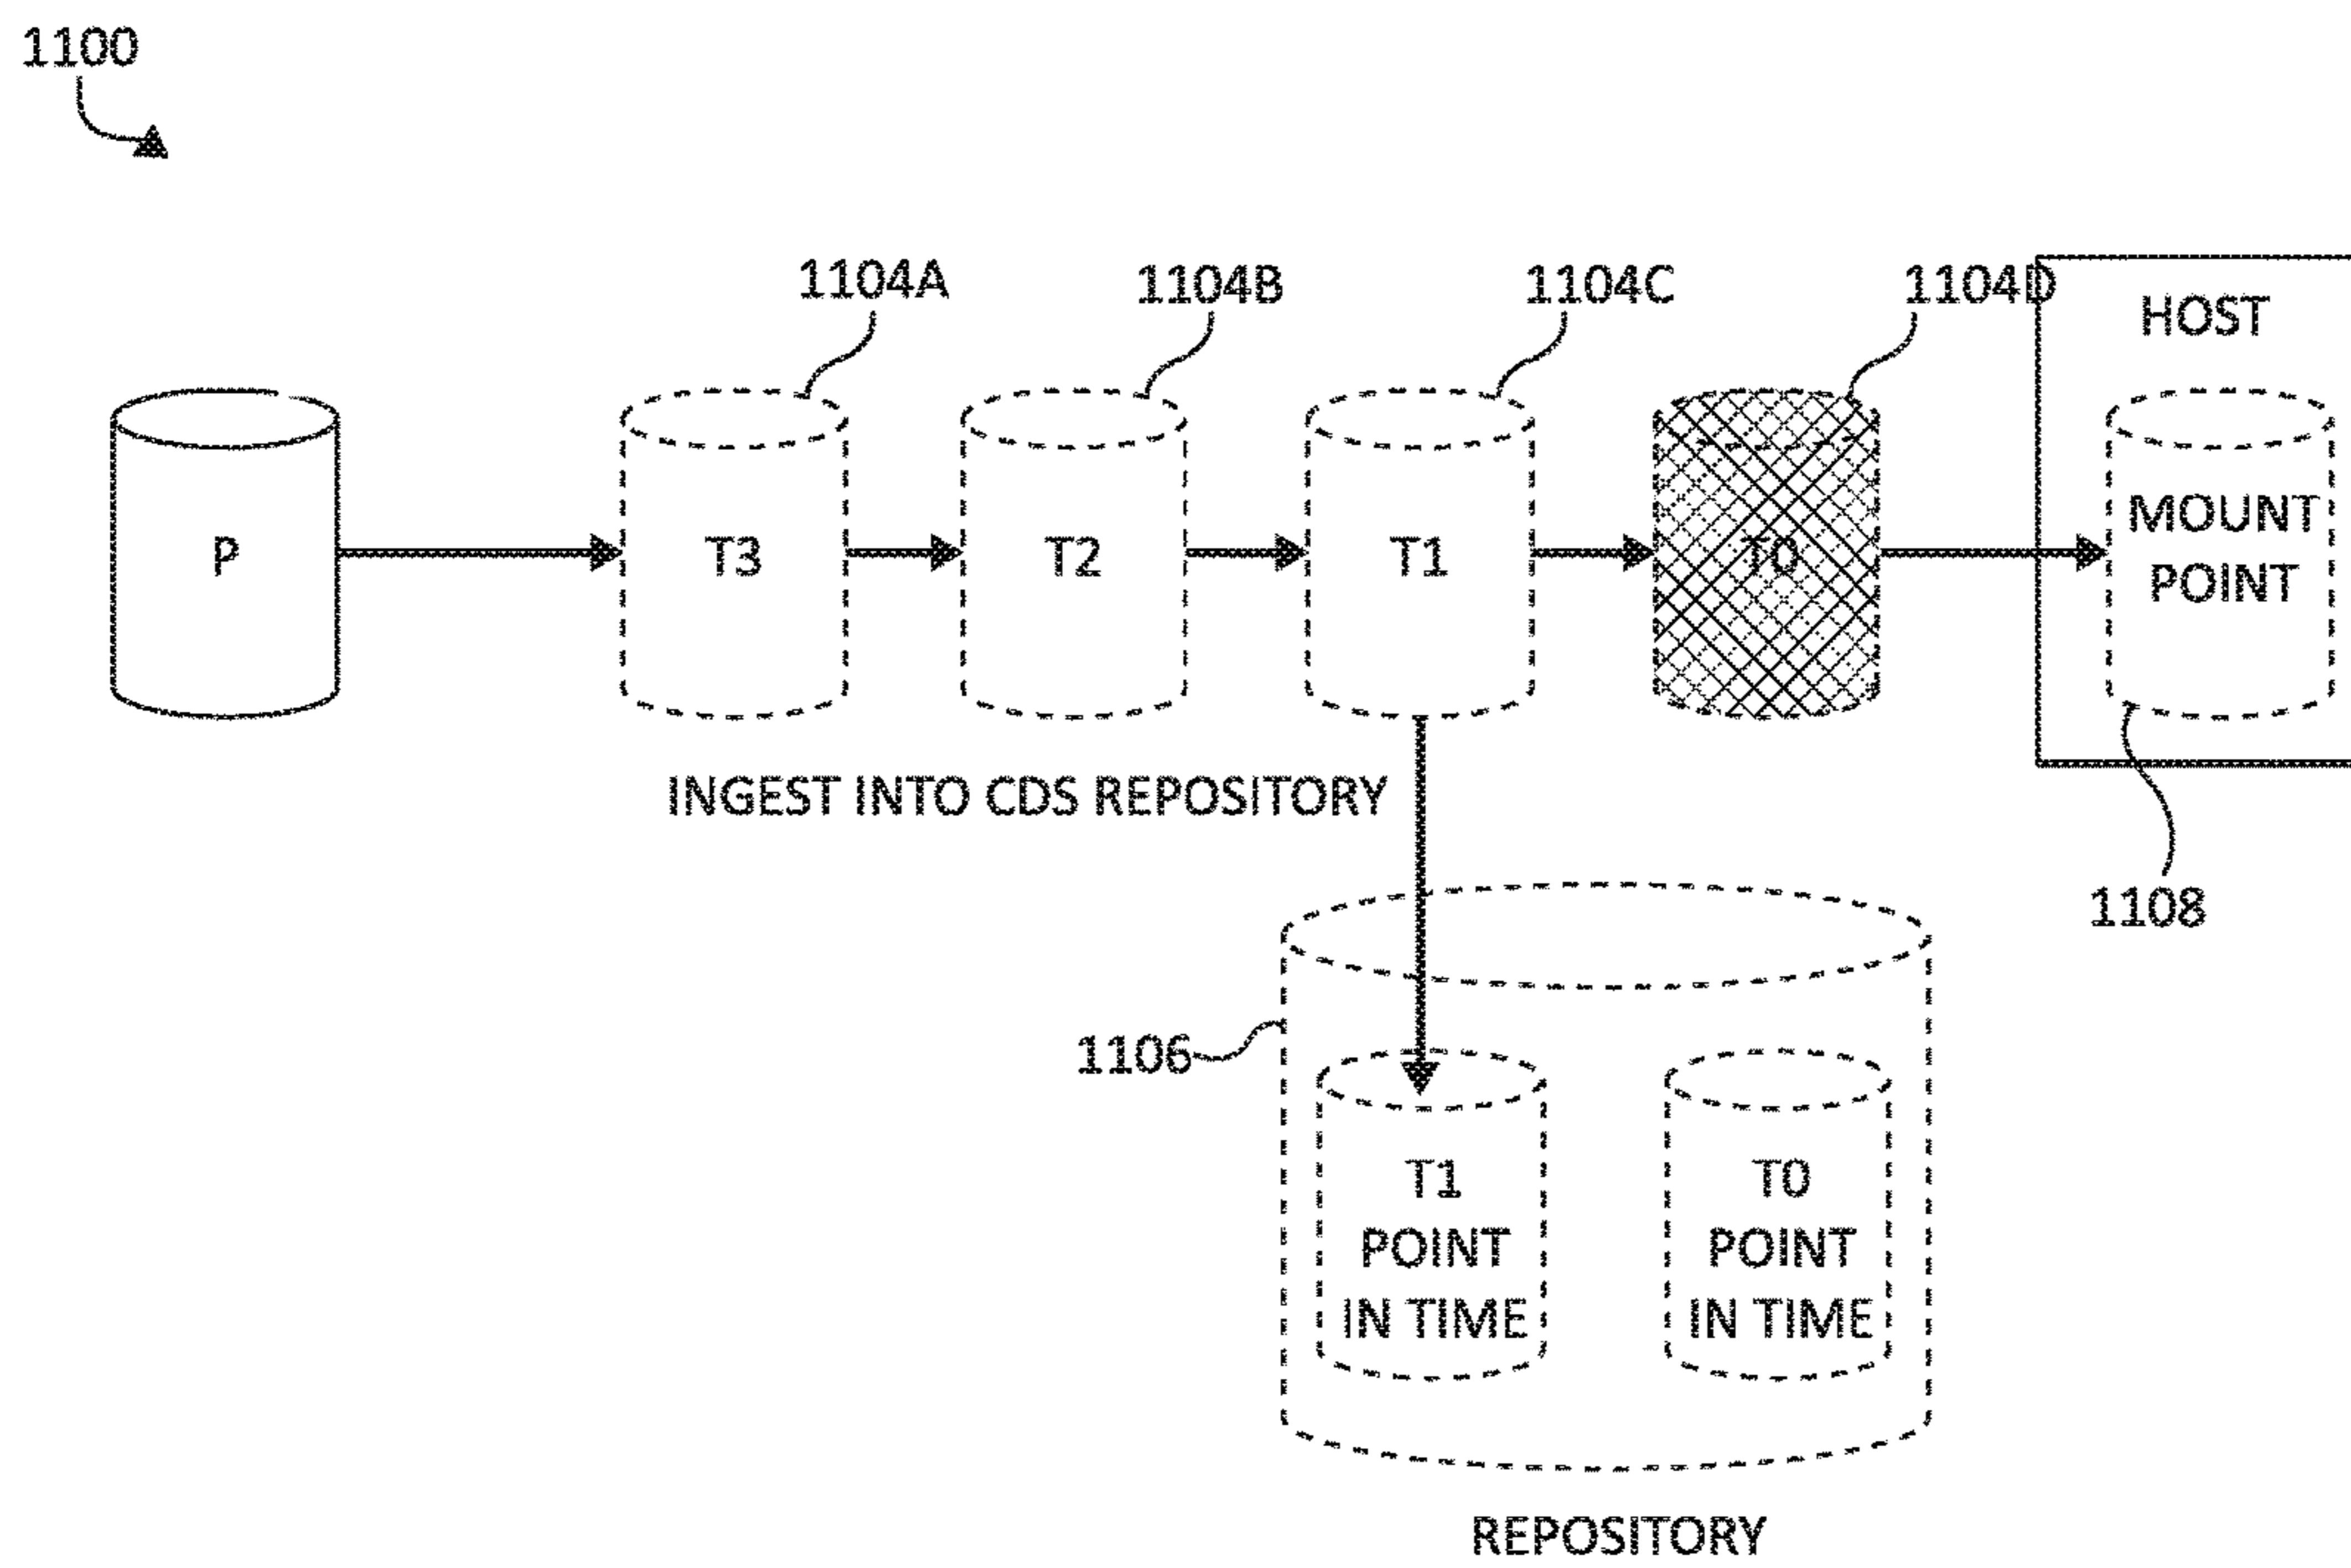 1100
1104A
1104B
1104C
1104D
HOST
P
T3
T2
T1
T0
MOUNT
POINT
INGEST INTO CDS REPOSITORY
1108
1106
T1
POINT
IN TIME
T0
POINT
IN TIME
REPOSITORY